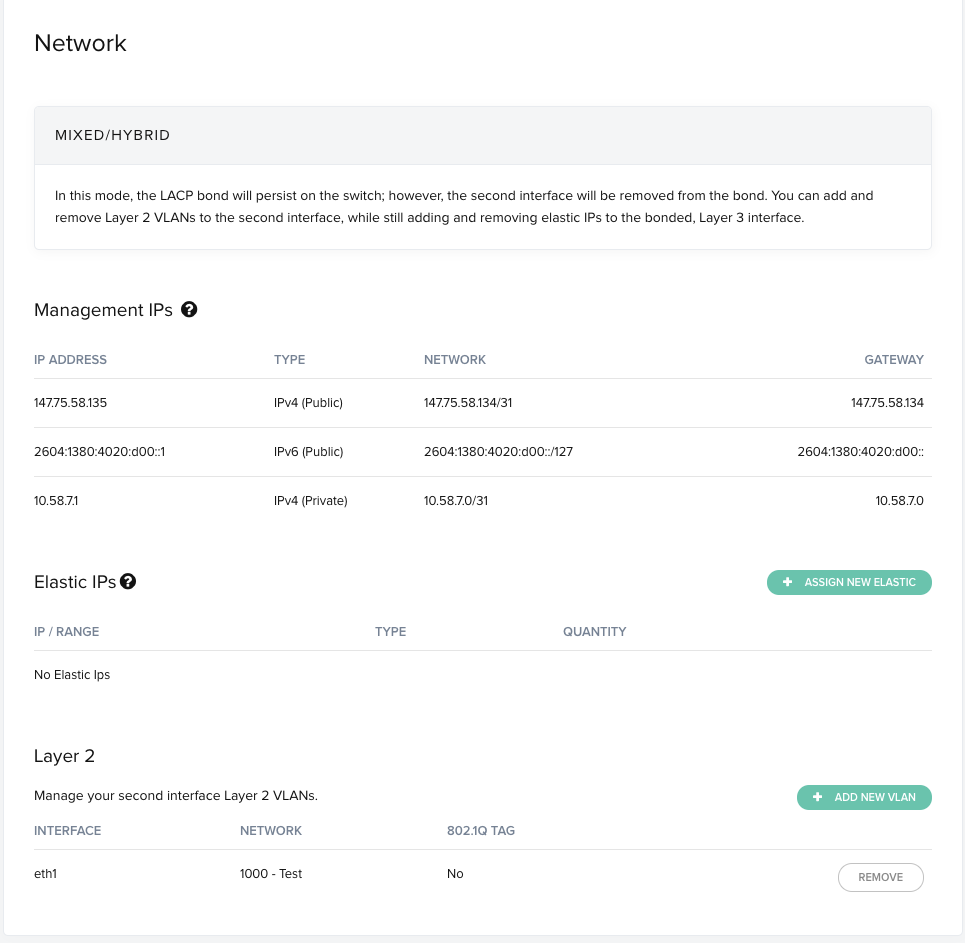 Network
MIXED/HYBRID
In this mode, the LACP bond will persist on the switch; however, the second interface will be removed from the bond. You can add and
remove Layer 2 VLANs to the second interface, while still adding and removing elastic IPs to the bonded, Layer 3 interface.
Management IPs ?
IP ADDRESS TYPE NETWORK GATEWAY
147.75.58.135 IPv4 (Public) 147.75.58.134/31 147.75.58.134
2604:1380:4020:d00::1 IPv6 (Public) 2604:1380:4020:d00::/127 2604:1380:4020:d00::
10.58.7.1 IPv4 (Private) 10.58.7.0/31 10.58.7.0
Elastic IPs ? + ASSIGN NEW ELASTIC
IP / RANGE TYPE QUANTITY
No Elastic Ips
Layer 2
Manage your second interface Layer 2 VLANs. + ADD NEW VLAN
INTERFACE NETWORK 802.1Q TAG
eth1 1000 - Test No REMOVE